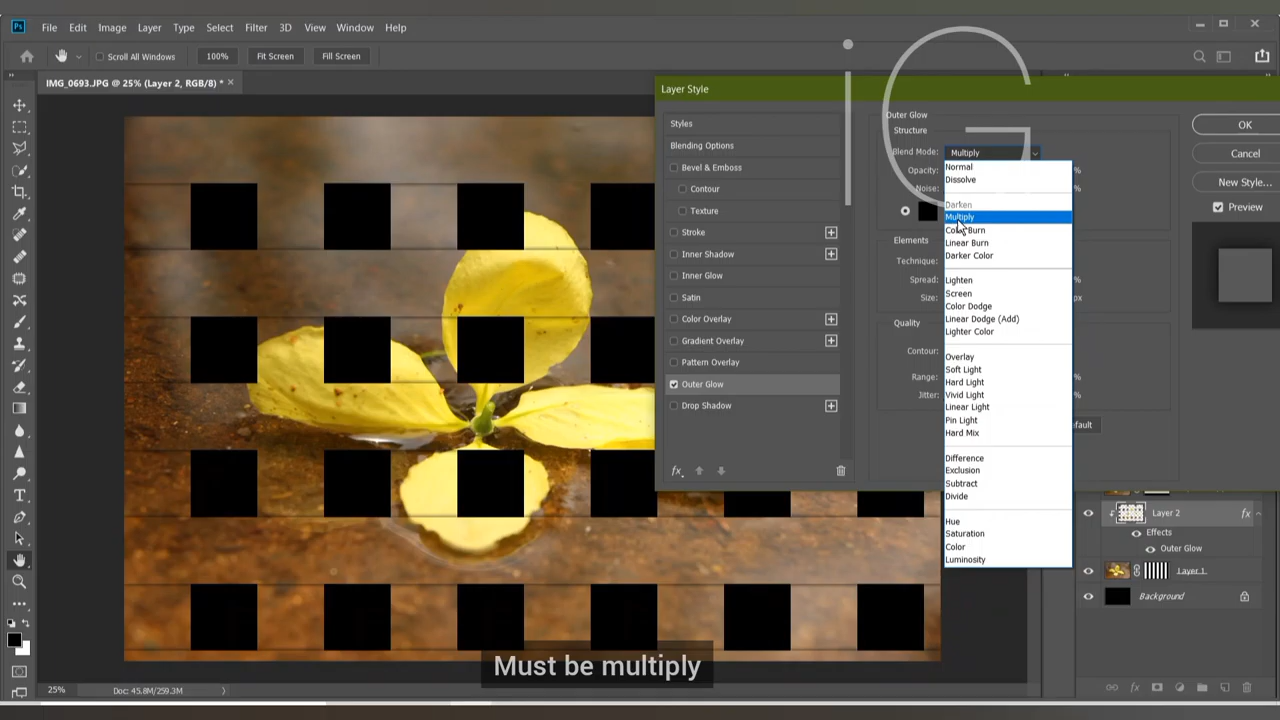 Ps File Edit Image Layer Type Select Filter 3D View Window Help
Scroll All Windows 100% Fit Screen Fill Screen
IMG_0693.JPG @ 25% (Layer 2, RGB/8) *
Layer Style
Styles
Blending Options
Bevel & Emboss
Contour
Texture
Stroke
Inner Shadow
Inner Glow
Satin
Color Overlay
Gradient Overlay
Pattern Overlay
Outer Glow
Drop Shadow
fx
Outer Glow
Structure
Blend Mode: Multiply
Opacity: %
Noise: %
Elements
Technique:
Spread: %
Size: px
Quality
Contour:
Range: %
Jitter: %
Normal
Dissolve
Darken
Multiply
Color Burn
Linear Burn
Darker Color
Lighten
Screen
Color Dodge
Linear Dodge (Add)
Lighter Color
Overlay
Soft Light
Hard Light
Vivid Light
Linear Light
Pin Light
Hard Mix
Difference
Exclusion
Subtract
Divide
Hue
Saturation
Color
Luminosity
OK
Cancel
New Style...
Preview
Layer 2 fx
Effects
Outer Glow
Layer 1
Background
fx
25% Doc: 45.8M/259.3M
iG
Must be multiply